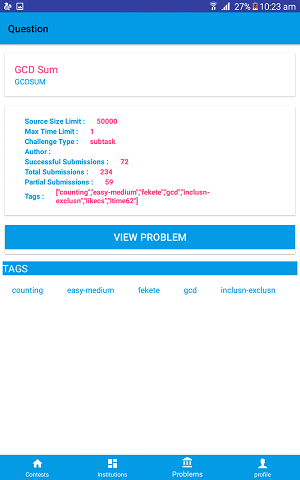 27% 10:23 am
Question
GCD Sum
GCDSUM
Source Size Limit : 50000
Max Time Limit : 1
Challenge Type : subtask
Author :
Successful Submissions : 72
Total Submissions : 234
Partial Submissions : 59
Tags : ["counting","easy-medium","fekete","gcd","inclusn-
exclusn","likecs","ltime62"]
VIEW PROBLEM
TAGS
counting easy-medium fekete gcd inclusn-exclusn
Contests Institutions Problems profile